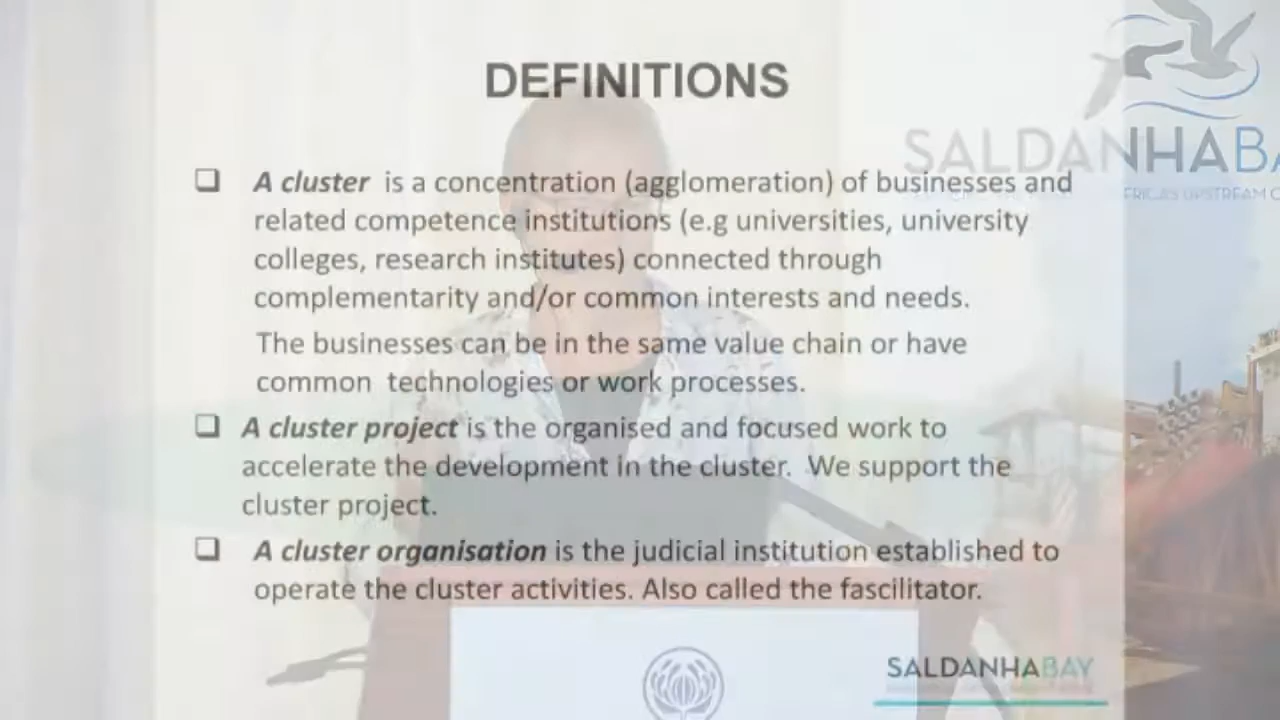 DEFINITIONS
SALDANHABA
❑ A cluster is a concentration (agglomeration) of businesses and
related competence institutions (e.g universities, university
colleges, research institutes) connected through
complementarity and/or common interests and needs.
The businesses can be in the same value chain or have
common technologies or work processes.
❑ A cluster project is the organised and focused work to
accelerate the development in the cluster. We support the
cluster project.
❑ A cluster organisation is the judicial institution established to
operate the cluster activities. Also called the fascilitator.
SALDANHABAY